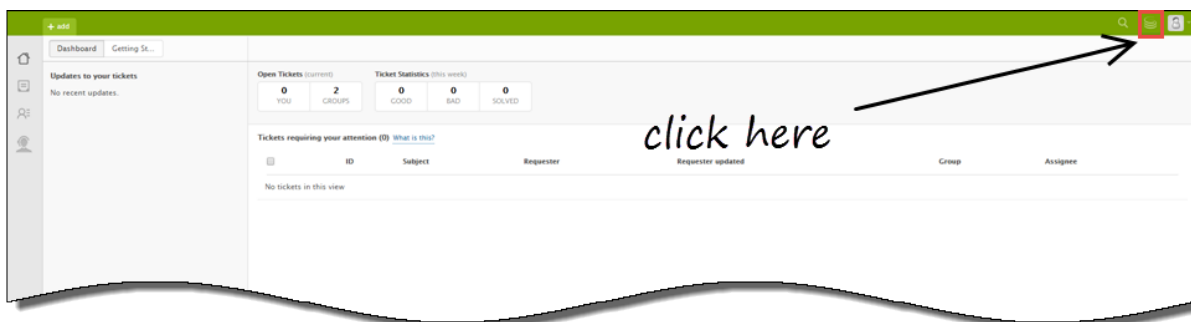 + add
Dashboard Getting St...
Updates to your tickets
No recent updates.
Open Tickets (current) Ticket Statistics (this week)
0 2 0 0 0
YOU GROUPS GOOD BAD SOLVED
Tickets requiring your attention (0) What is this?
click here
ID Subject Requester Requester updated Group Assignee
No tickets in this view